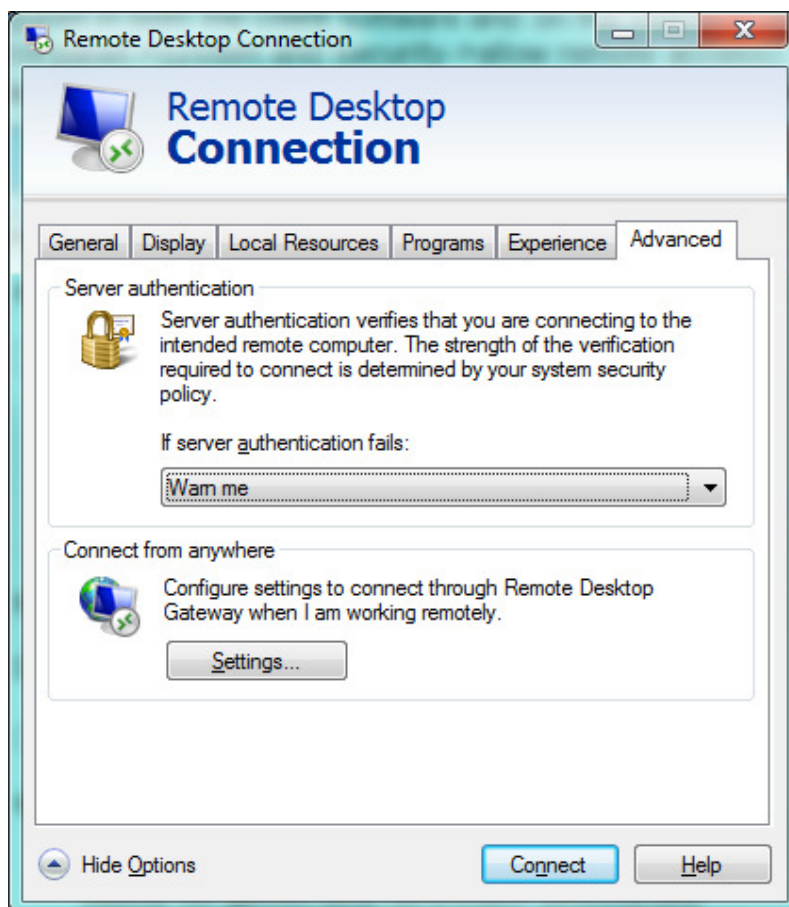 Remote Desktop Connection
Remote Desktop
Connection
General Display Local Resources Programs Experience Advanced
Server authentication
Server authentication verifies that you are connecting to the
intended remote computer. The strength of the verification
required to connect is determined by your system security
policy.
If server authentication fails:
Warn me
Connect from anywhere
Configure settings to connect through Remote Desktop
Gateway when I am working remotely.
Settings...
Hide Options Connect Help